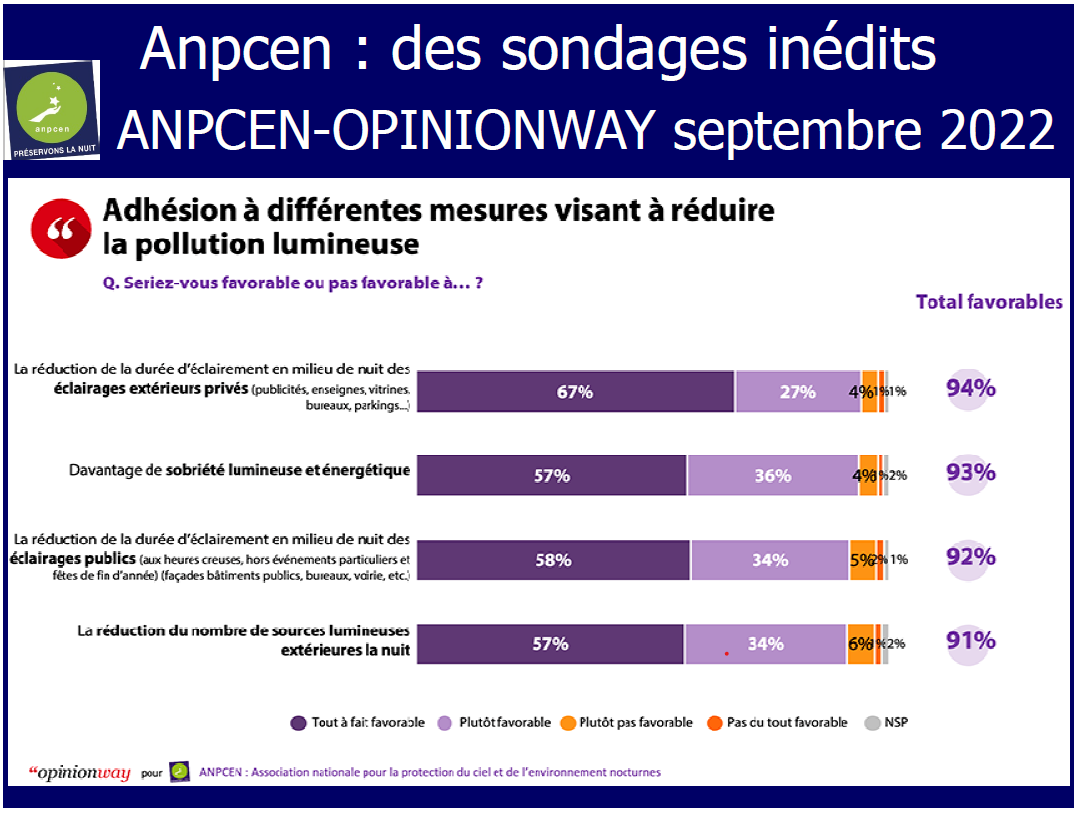 Anpcen : des sondages inédits
ANPCEN-OPINIONWAY septembre 2022
anpcen
PRÉSERVONS LA NUIT
Adhésion à différentes mesures visant à réduire
la pollution lumineuse
Q. Seriez-vous favorable ou pas favorable à... ?
Total favorables
La réduction de la durée d'éclairement en milieu de nuit des
éclairages extérieurs privés (publicités, enseignes, vitrines.
bureaux, parkings...)
67% 27% 4% 1% 1% 94%
Davantage de sobriété lumineuse et énergétique
57% 36% 4% 1% 2% 93%
La réduction de la durée d'éclairement en milieu de nuit des
éclairages publics (aux heures creuses, hors événements particuliers et
fêtes de fin d'année) (façades bâtiments publics, bureaux, voirie, etc.)
58% 34% 5% 2% 1% 92%
La réduction du nombre de sources lumineuses
extérieures la nuit
57% 34% 6% 1% 2% 91%
Tout à fait favorable Plutôt favorable Plutôt pas favorable Pas du tout favorable NSP
"opinionway pour ANPCEN : Association nationale pour la protection du ciel et de l'environnement nocturnes